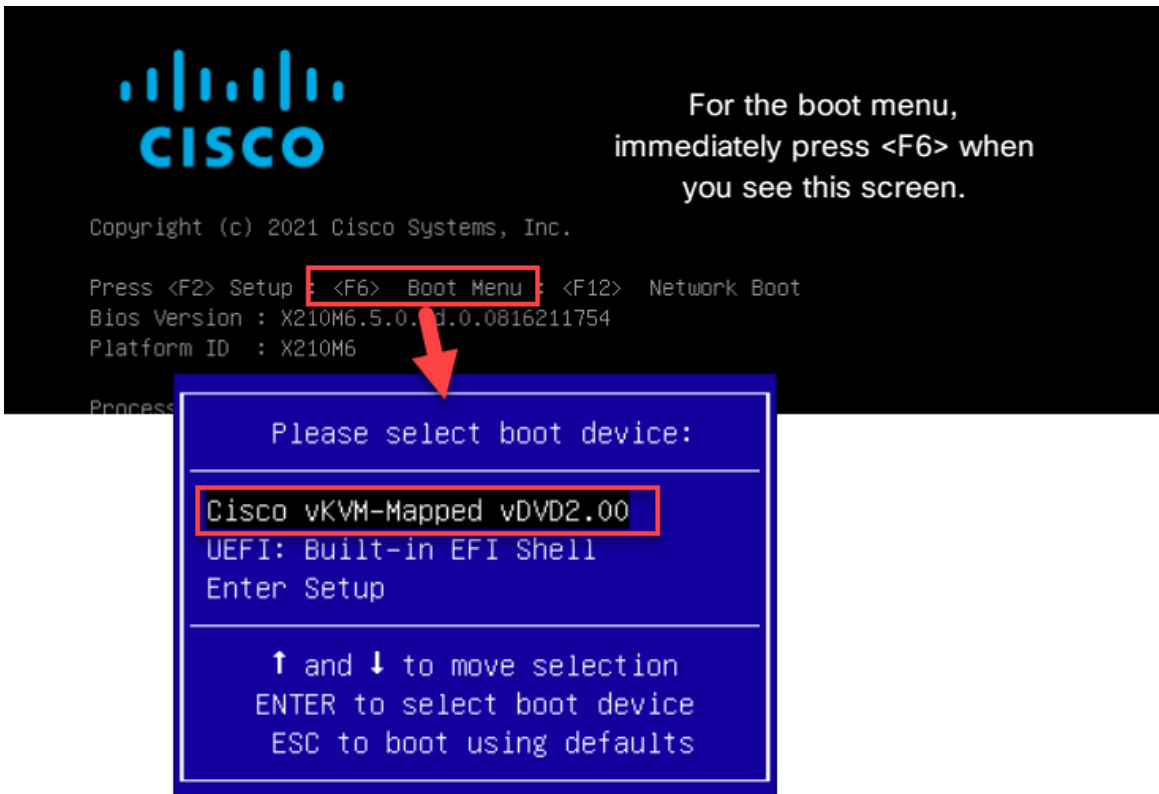 CISCO
For the boot menu,
immediately press <F6> when
you see this screen.
Copyright (c) 2021 Cisco Systems, Inc.
Press <F2> Setup : <F6> Boot Menu : <F12> Network Boot
Bios Version : X210M6.5.0. d.0.0816211754
Platform ID : X210M6
Please select boot device:
Cisco vKVM-Mapped vDVD2.00
UEFI: Built-in EFI Shell
Enter Setup
↑ and ↓ to move selection
ENTER to select boot device
ESC to boot using defaults